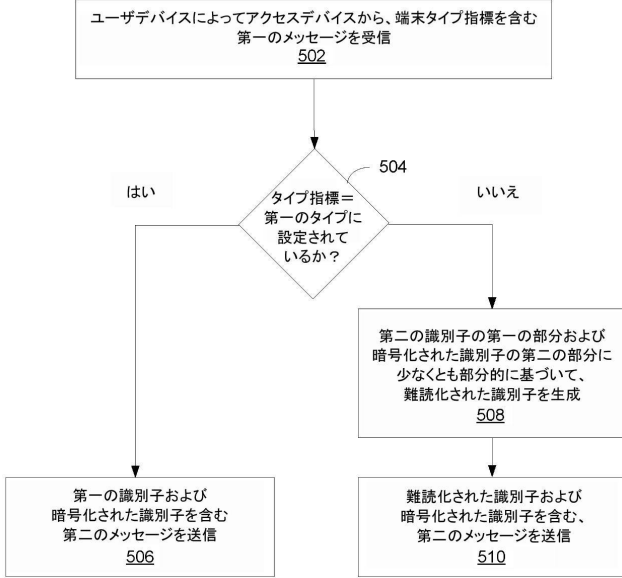 ユーザデバイスによってアクセスデバイスから、端末タイプ指標を含む
第一のメッセージを受信
502
504
はい
いいえ
タイプ指標＝
第一のタイプに
設定されて
いるか？
第二の識別子の第一の部分および
暗号化された識別子の第二の部分に
少なくとも部分的に基づいて、
難読化された識別子を生成
508
第一の識別子および
暗号化された識別子を含む
第二のメッセージを送信
506
難読化された識別子および
暗号化された識別子を含む、
第二のメッセージを送信
510